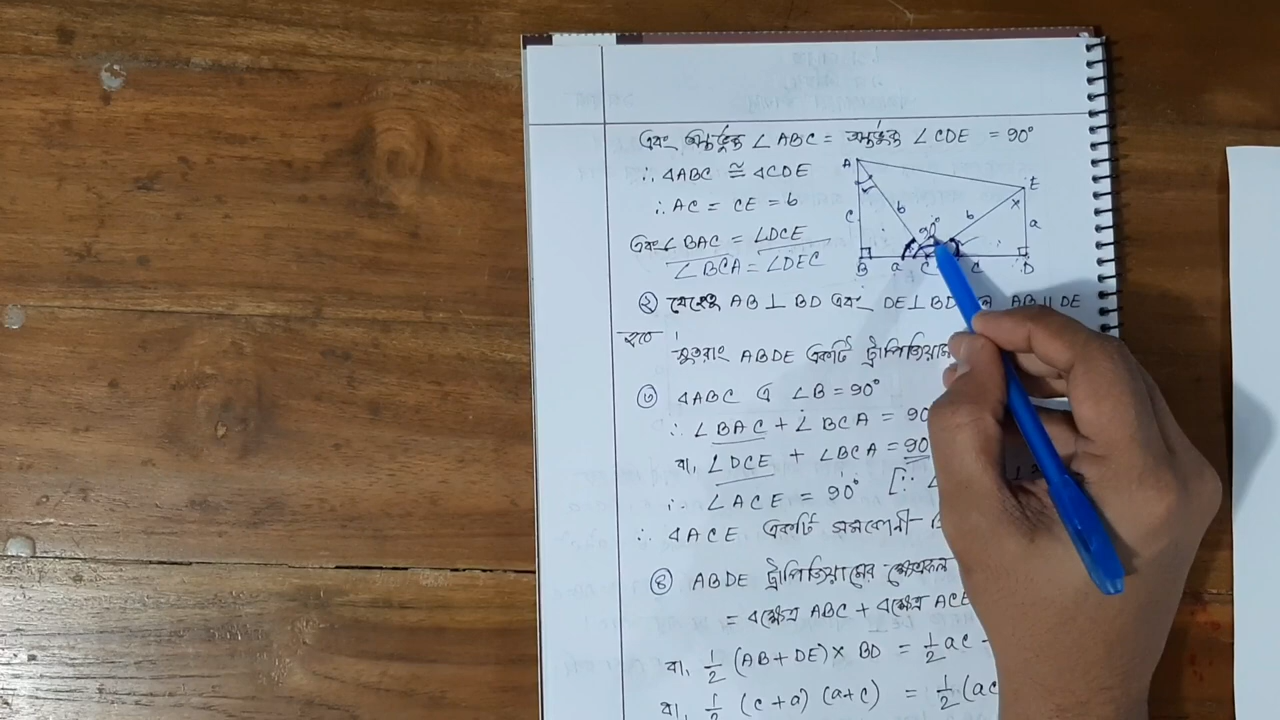 এবং অন্তর্ভুক্ত ∠ABC = অন্তর্ভুক্ত ∠CDE = 90°
∴ ΔABC ≅ ΔCDE
∴ AC = CE = b
এবং ∠BAC = ∠DCE
∠BCA = ∠DEC
A
E
c
b
90°
b
x
a
B
a
C
c
D
② যেহেতু AB ⊥ BD এবং DE ⊥ BD AB || DE
সুতরাং ABDE একটি ট্রাপিজিয়াম
③ ΔABC এ ∠B = 90°
∴ ∠BAC + ∠BCA = 90
বা, ∠DCE + ∠BCA = 90
∴ ∠ACE = 90° [∵ ∠
∴ ΔACE একটি সমকোণী
④ ABDE ট্রাপিজিয়ামের ক্ষেত্রফল
= Δক্ষেত্র ABC + Δক্ষেত্র ACE
বা, 1/2 (AB + DE) × BD = 1/2 ac
বা, 1/2 (c + a) (a + c) = 1/2 (ac